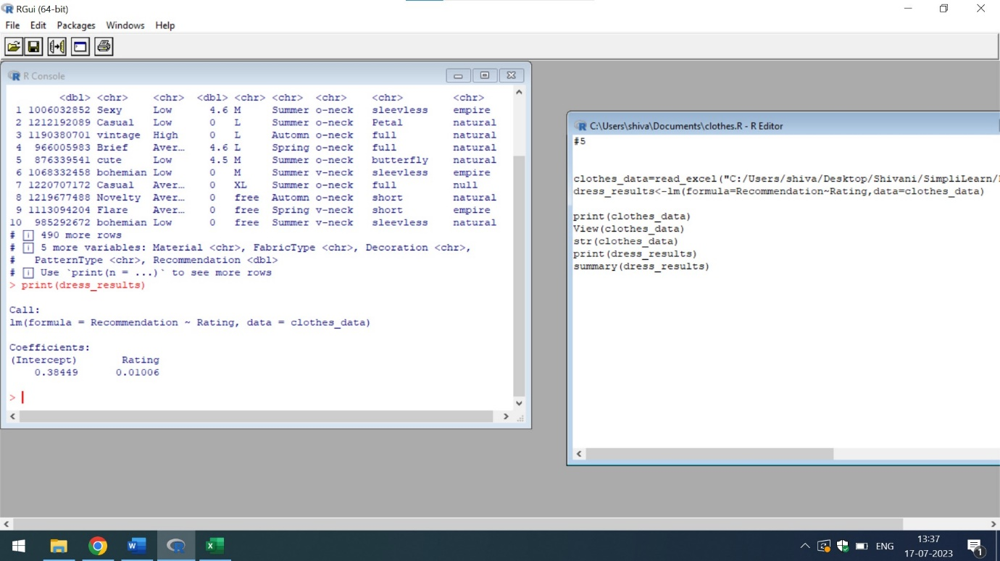 RGui (64-bit)
File Edit Packages Windows Help
R Console
<dbl> <chr> <chr> <dbl> <chr> <chr> <chr> <chr> <chr>
1 1006032852 Sexy Low 4.6 M Summer o-neck sleevless empire
2 1212192089 Casual Low 0 L Summer o-neck Petal natural
3 1190380701 vintage High 0 L Automn o-neck full natural
4 966005983 Brief Aver… 4.6 L Spring o-neck full natural
5 876339541 cute Low 4.5 M Summer o-neck butterfly natural
6 1068332458 bohemian Low 0 M Summer v-neck sleevless empire
7 1220707172 Casual Aver… 0 XL Summer o-neck full null
8 1219677488 Novelty Aver… 0 free Automn o-neck short natural
9 1113094204 Flare Aver… 0 free Spring v-neck short empire
10 985292672 bohemian Low 0 free Summer v-neck sleevless natural
# i 490 more rows
# i 5 more variables: Material <chr>, FabricType <chr>, Decoration <chr>,
# PatternType <chr>, Recommendation <dbl>
# i Use `print(n = ...)` to see more rows
> print(dress_results)
Call:
lm(formula = Recommendation ~ Rating, data = clothes_data)
Coefficients:
(Intercept) Rating
0.38449 0.01006
>
C:\Users\shiva\Documents\clothes.R - R Editor
#5
clothes_data=read_excel("C:/Users/shiva/Desktop/Shivani/SimpliLearn/
dress_results<-lm(formula=Recommendation~Rating,data=clothes_data)
print(clothes_data)
View(clothes_data)
str(clothes_data)
print(dress_results)
summary(dress_results)
ENG
13:37
17-07-2023
1